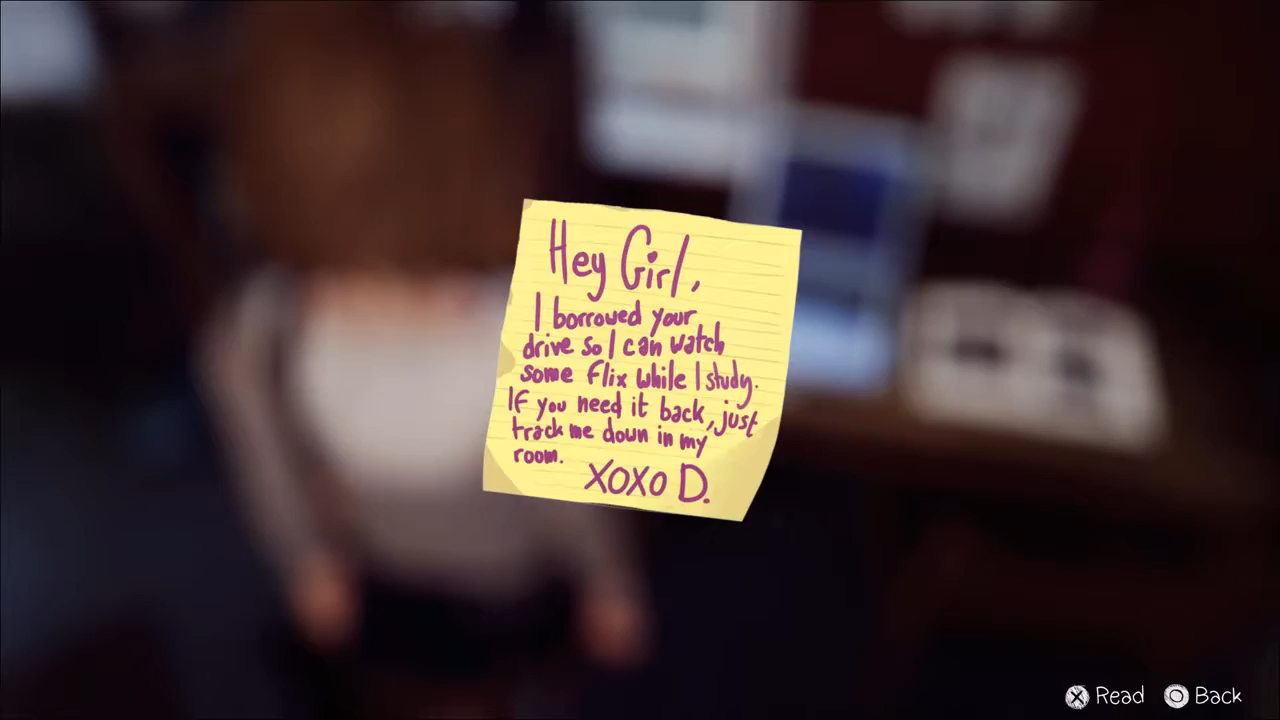 Hey Girl,
I borrowed your
drive so I can watch
some flix while I study.
If you need it back, just
track me down in my
room.
XOXO D.
Read
Back